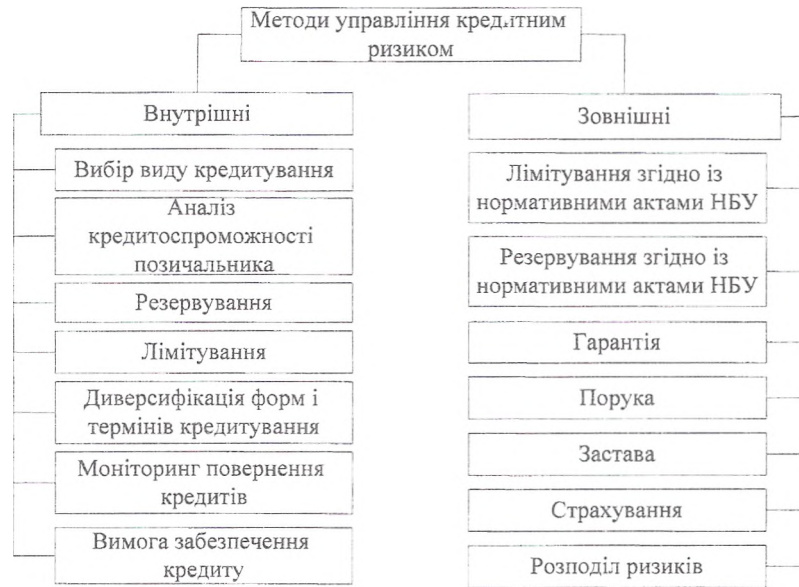 Методи управління кредитним
ризиком
Внутрішні
Вибір виду кредитування
Аналіз
кредитоспроможності
позичальника
Резервування
Лімітування
Диверсифікація форм і
термінів кредитування
Моніторинг повернення
кредитів
Вимога забезпечення
кредиту
Зовнішні
Лімітування згідно із
нормативними актами НБУ
Резервування згідно із
нормативними актами НБУ
Гарантія
Порука
Застава
Страхування
Розподіл ризиків